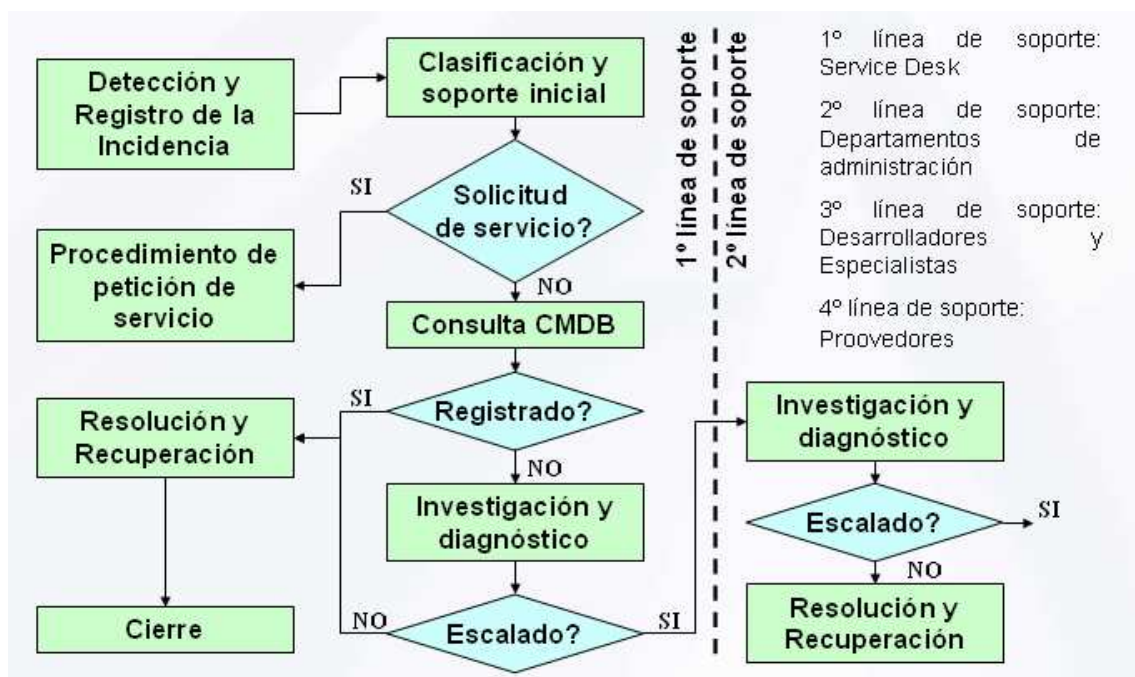 Detección y
Registro de la
Incidencia
Clasificación y
soporte inicial
SI
Solicitud
de servicio?
Procedimiento de
petición de
servicio
NO
Consulta CMDB
SI
Registrado?
Resolución y
Recuperación
NO
Investigación y
diagnóstico
Cierre
NO
Escalado?
SI
1º línea de soporte
2º línea de soporte
1º línea de soporte:
Service Desk
2º línea de soporte:
Departamentos de
administración
3º línea de soporte:
Desarrolladores y
Especialistas
4º línea de soporte:
Proovedores
Investigación y
diagnóstico
Escalado?
SI
NO
Resolución y
Recuperación